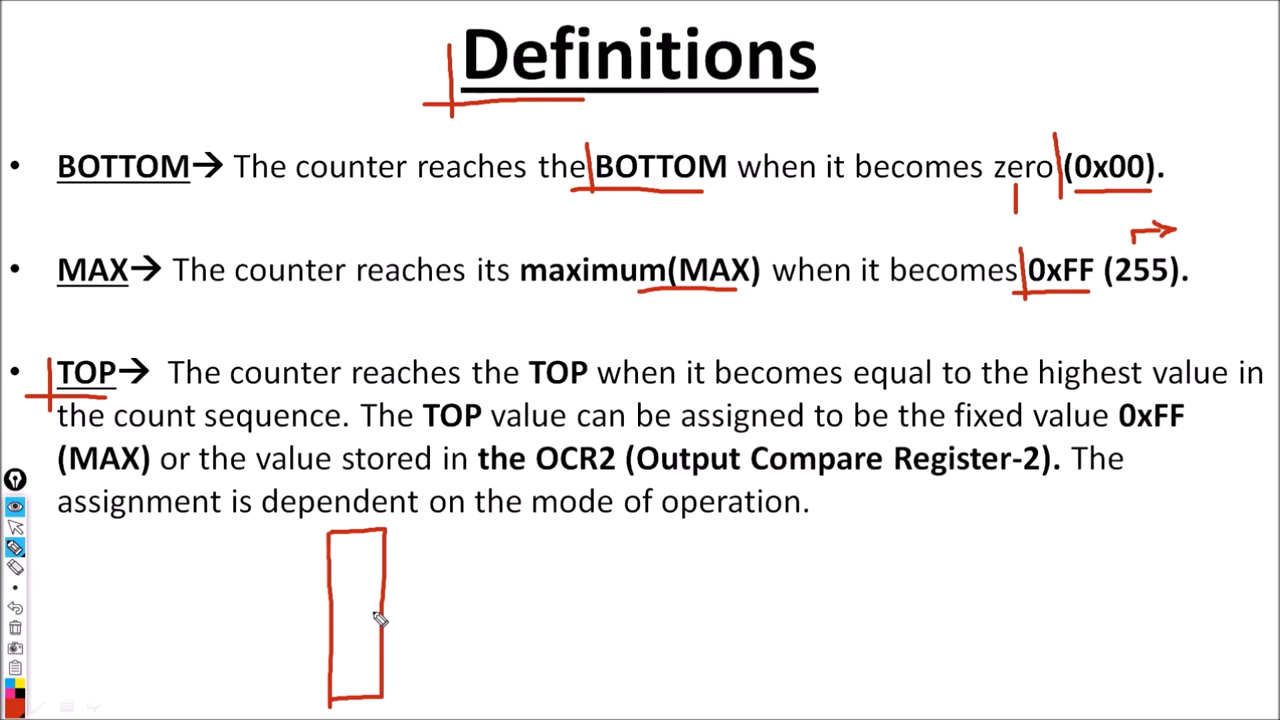 Definitions
• BOTTOM→ The counter reaches the BOTTOM when it becomes zero (0x00).
• MAX→ The counter reaches its maximum(MAX) when it becomes 0xFF (255).
• TOP→ The counter reaches the TOP when it becomes equal to the highest value in
the count sequence. The TOP value can be assigned to be the fixed value 0xFF
(MAX) or the value stored in the OCR2 (Output Compare Register-2). The
assignment is dependent on the mode of operation.